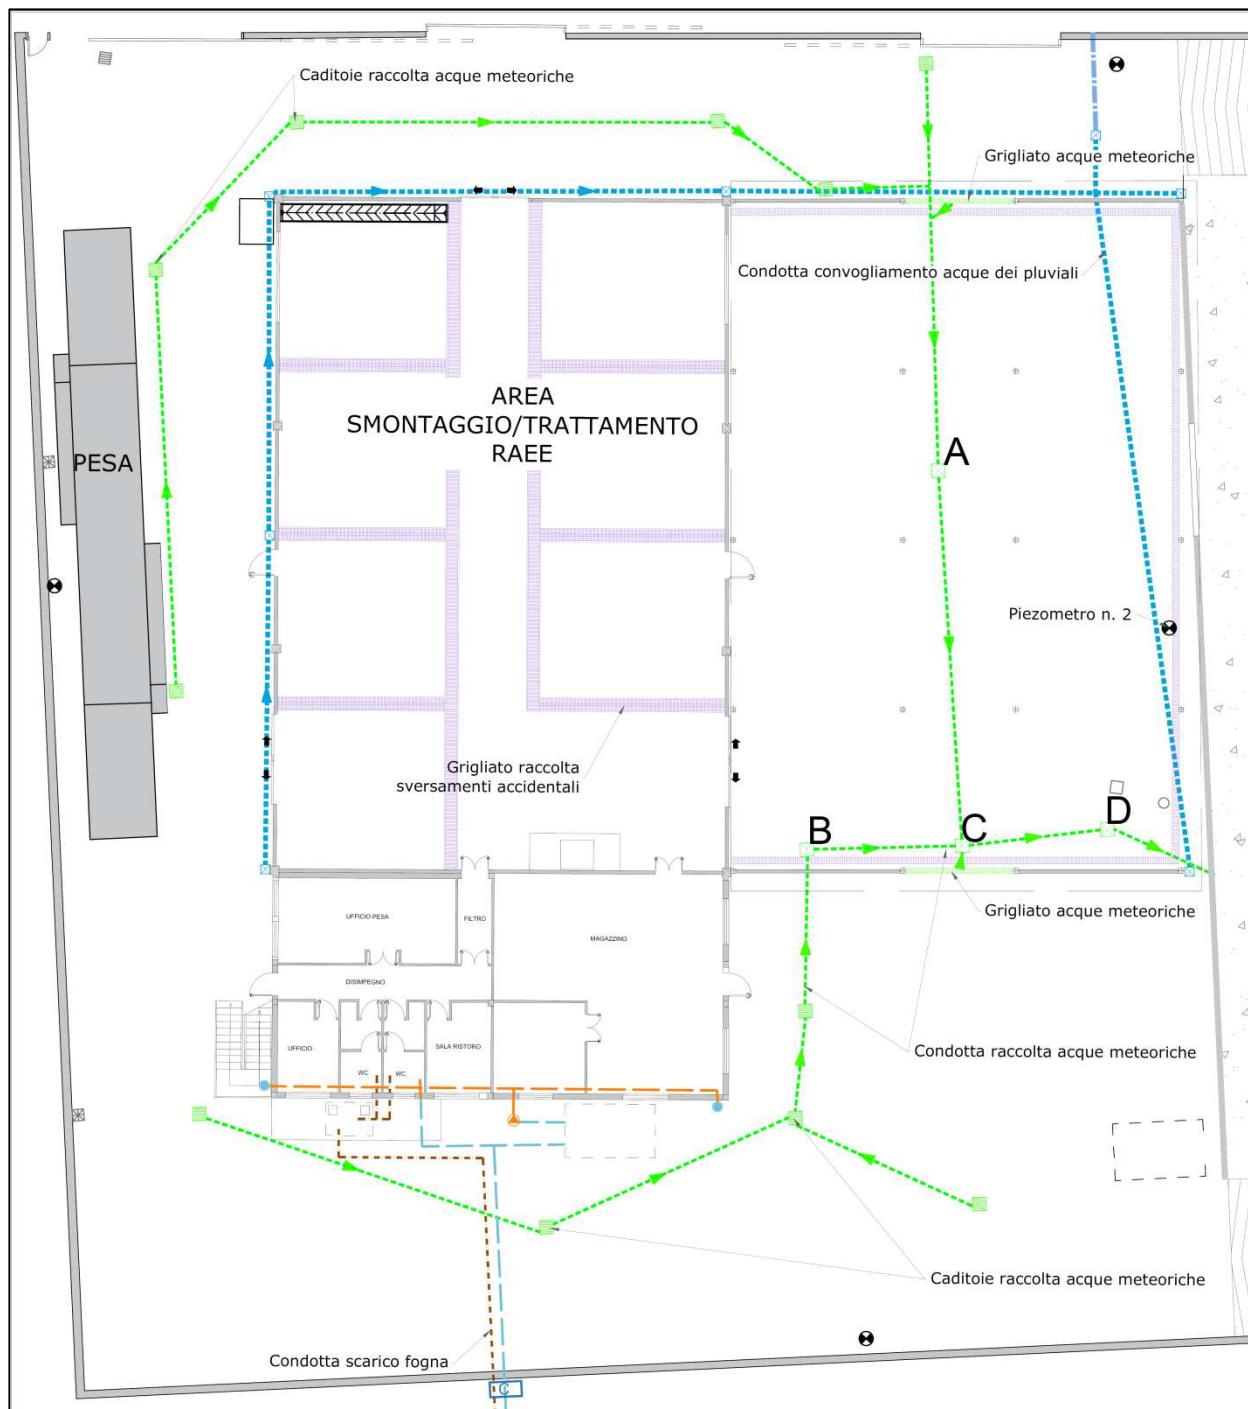 Caditoie raccolta acque meteoriche
Grigliato acque meteoriche
Condotta convogliamento acque dei pluviali
AREA
SMONTAGGIO/TRATTAMENTO
RAEE
PESA
A
Piezometro n. 2
Grigliato raccolta
sversamenti accidentali
B
C
D
Grigliato acque meteoriche
UFFICIO PESA
FILTRO
MAGAZZINO
DISIMPEGNO
UFFICIO
SALA RISTORO
WC
WC
Condotta raccolta acque meteoriche
Caditoie raccolta acque meteoriche
Condotta scarico fogna
C